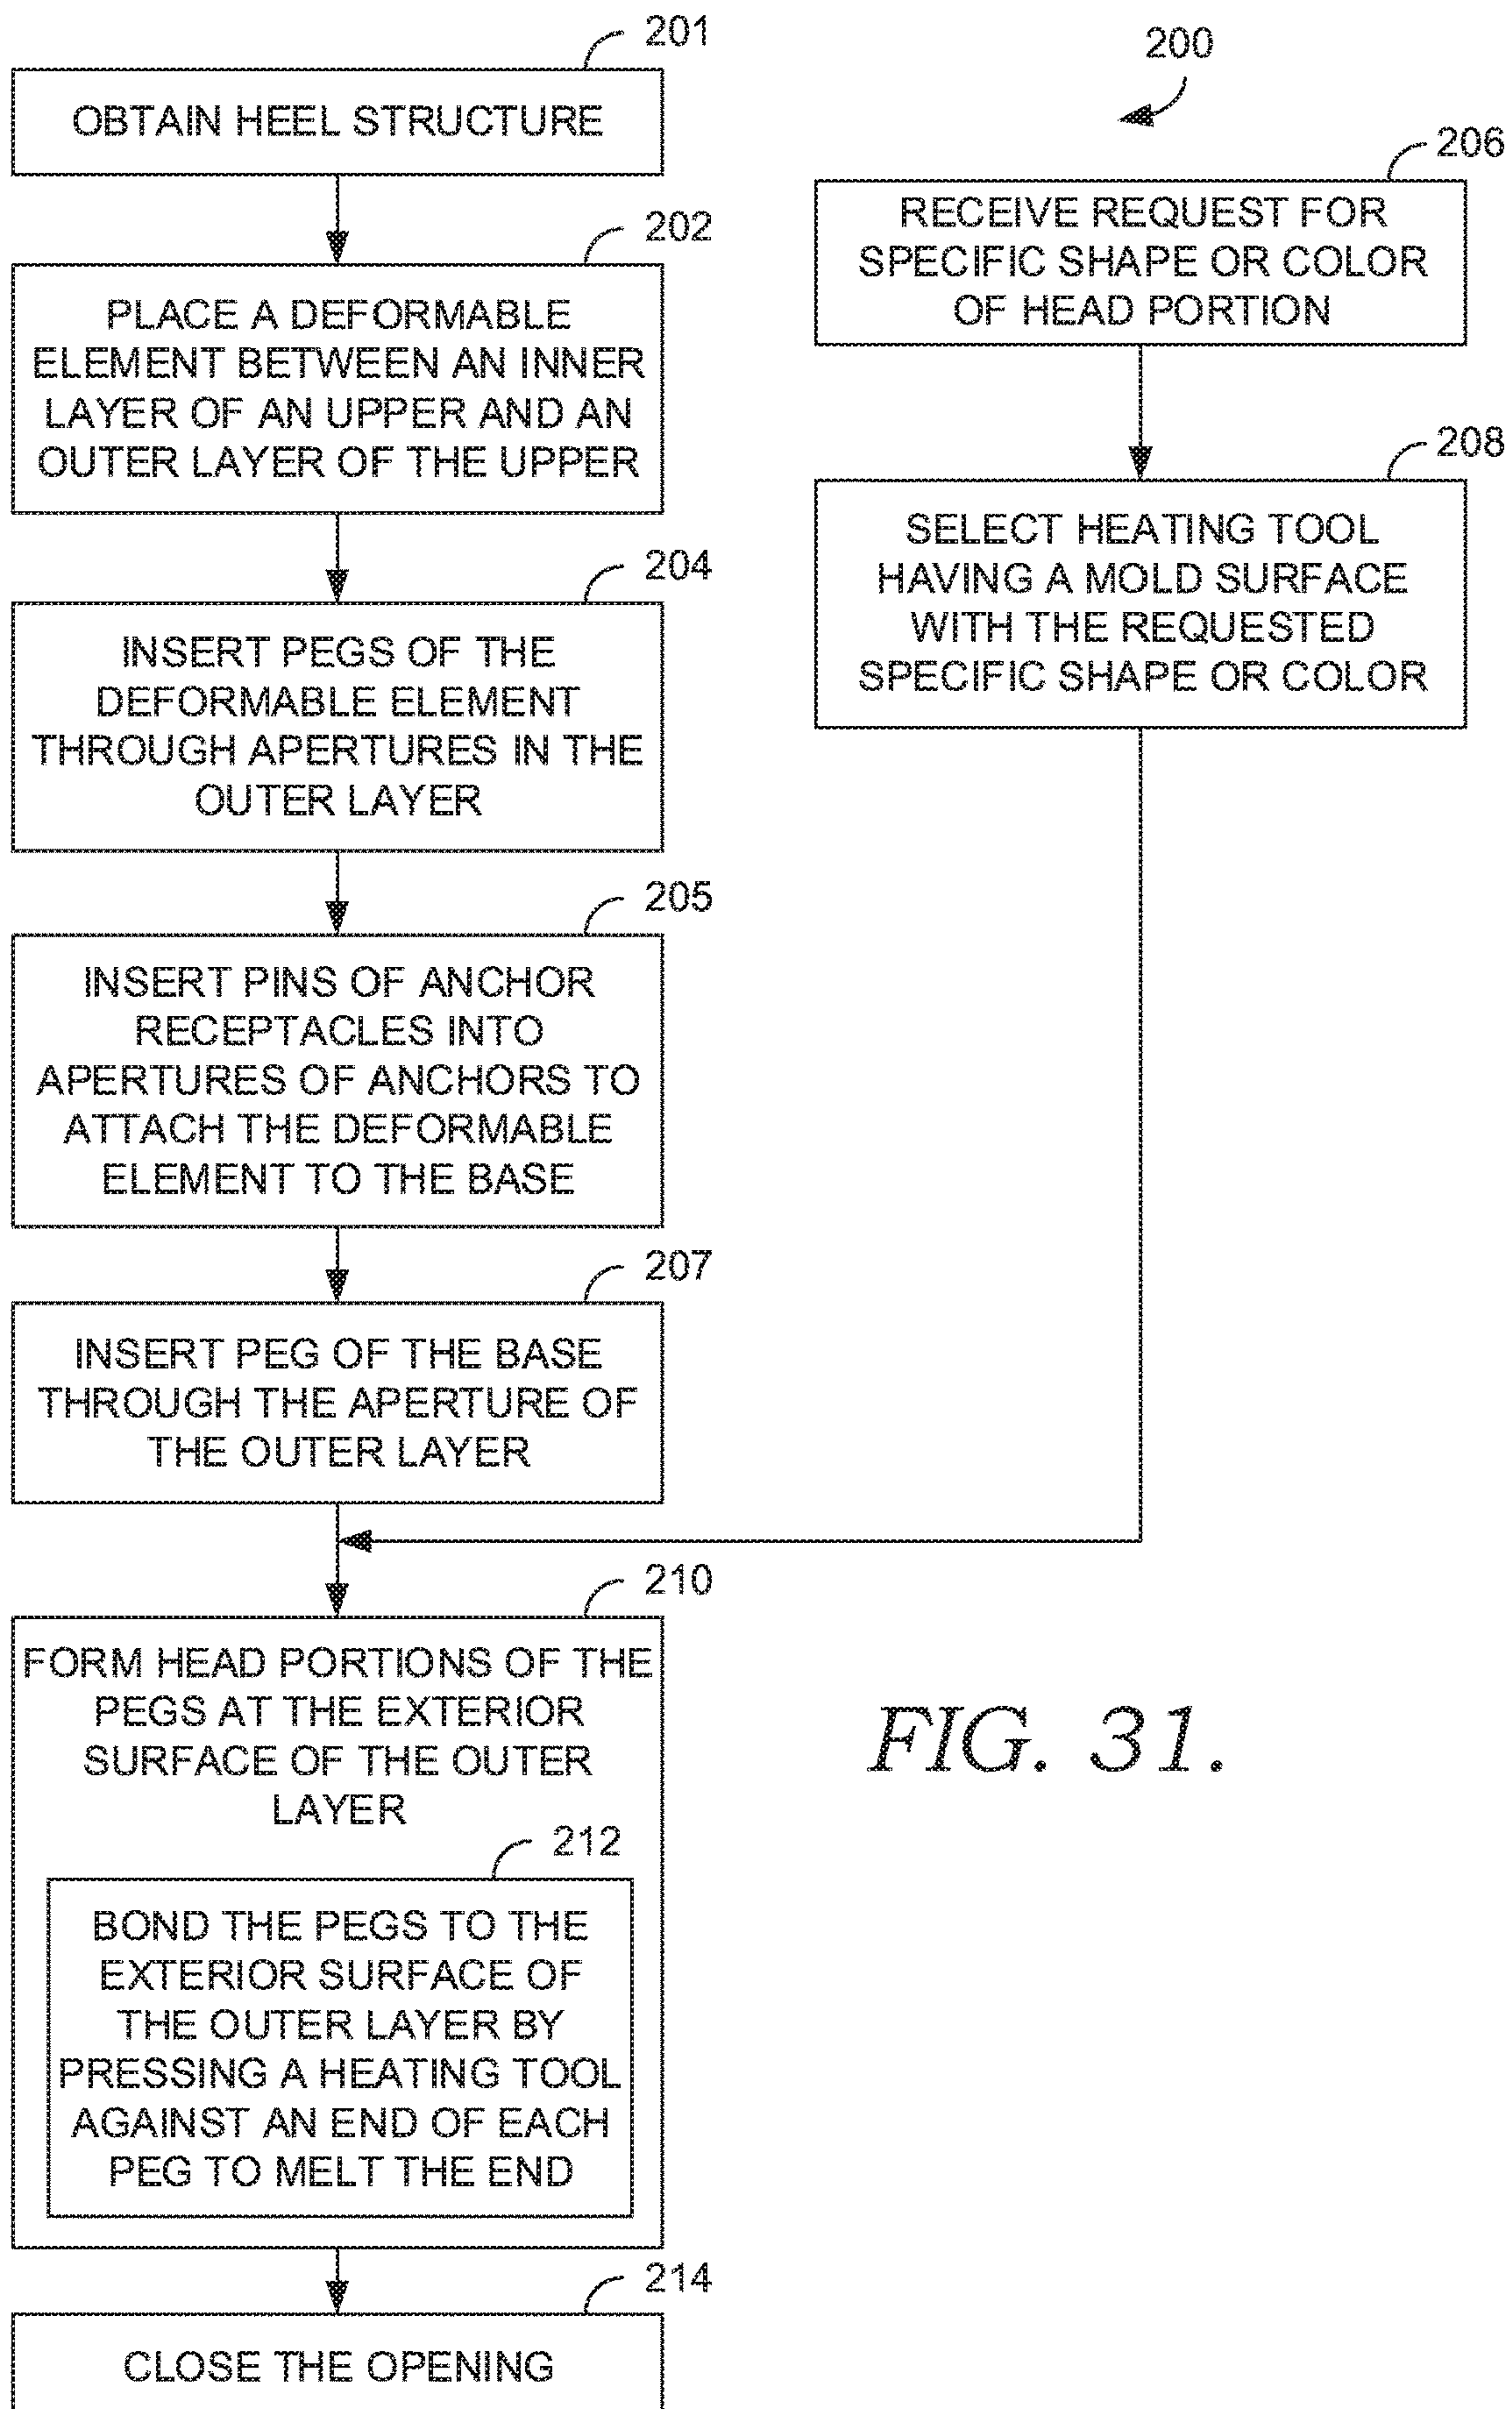 201
OBTAIN HEEL STRUCTURE
202
PLACE A DEFORMABLE
ELEMENT BETWEEN AN INNER
LAYER OF AN UPPER AND AN
OUTER LAYER OF THE UPPER
204
INSERT PEGS OF THE
DEFORMABLE ELEMENT
THROUGH APERTURES IN THE
OUTER LAYER
205
INSERT PINS OF ANCHOR
RECEPTACLES INTO
APERTURES OF ANCHORS TO
ATTACH THE DEFORMABLE
ELEMENT TO THE BASE
207
INSERT PEG OF THE BASE
THROUGH THE APERTURE OF
THE OUTER LAYER
200
206
RECEIVE REQUEST FOR
SPECIFIC SHAPE OR COLOR
OF HEAD PORTION
208
SELECT HEATING TOOL
HAVING A MOLD SURFACE
WITH THE REQUESTED
SPECIFIC SHAPE OR COLOR
210
FORM HEAD PORTIONS OF THE
PEGS AT THE EXTERIOR
SURFACE OF THE OUTER
LAYER
212
BOND THE PEGS TO THE
EXTERIOR SURFACE OF
THE OUTER LAYER BY
PRESSING A HEATING TOOL
AGAINST AN END OF EACH
PEG TO MELT THE END
214
CLOSE THE OPENING
FIG. 31.